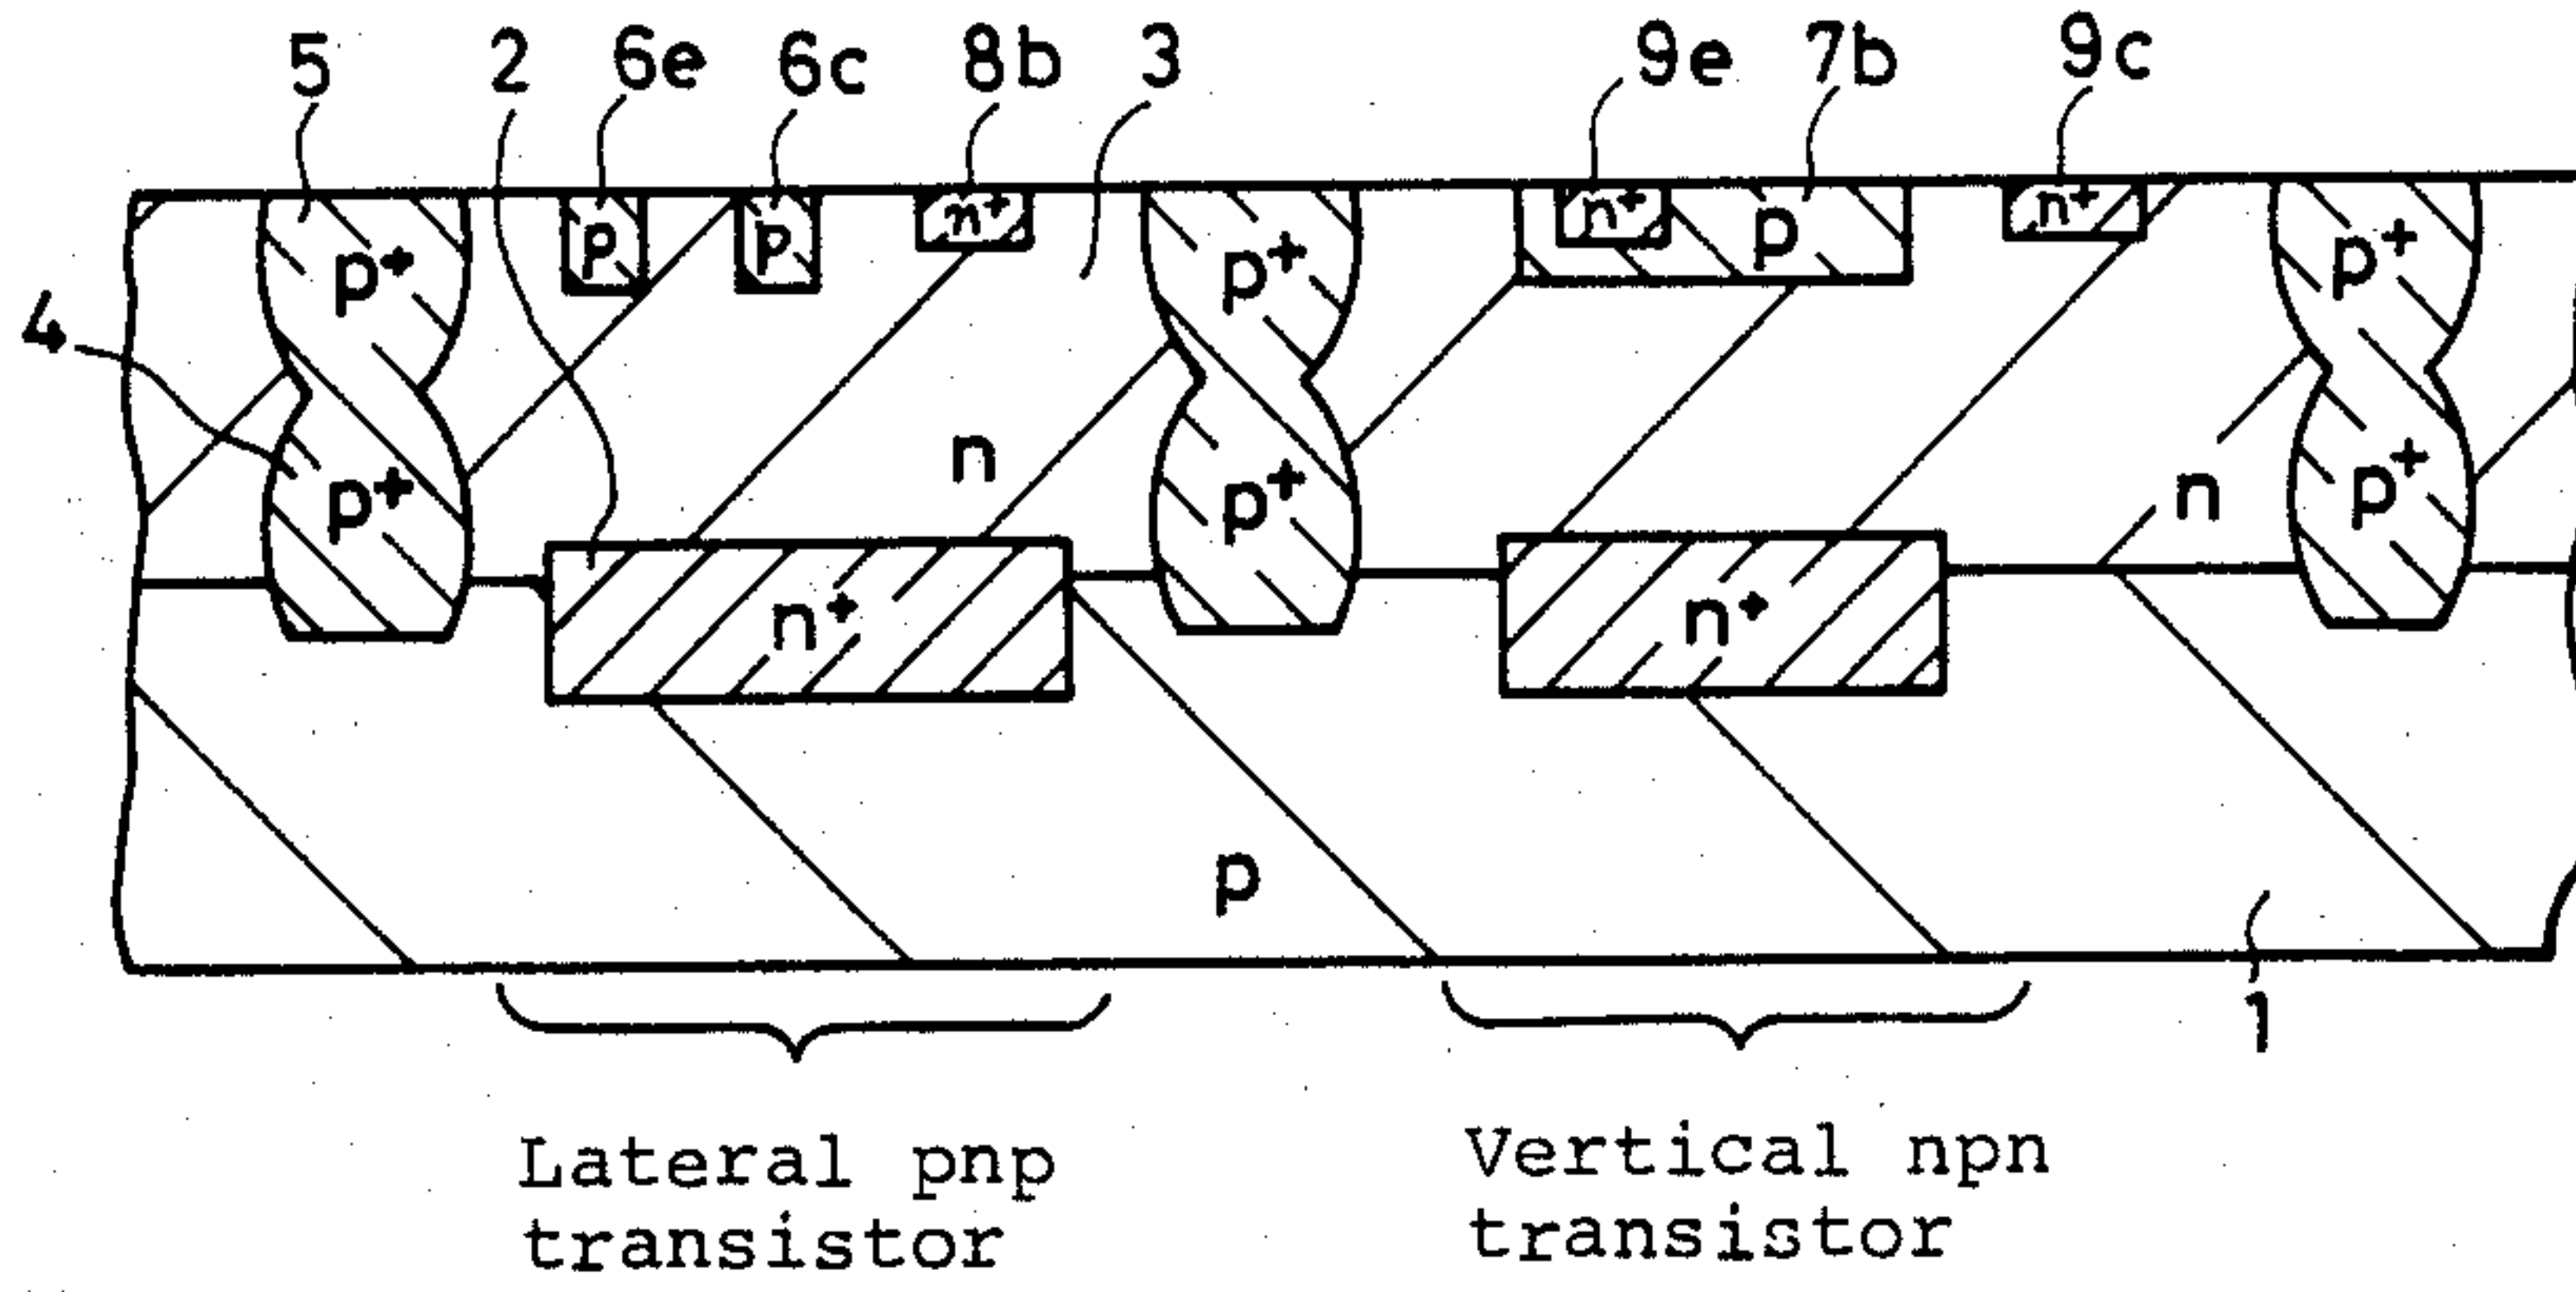 5 2 6e 6c 8b 3 9e 7b 9c
p p n+ n+ p n+
p+ p+ p+
4
n n
p+ p+ p+
n+ n+
p
1
Lateral pnp Vertical npn
transistor transistor